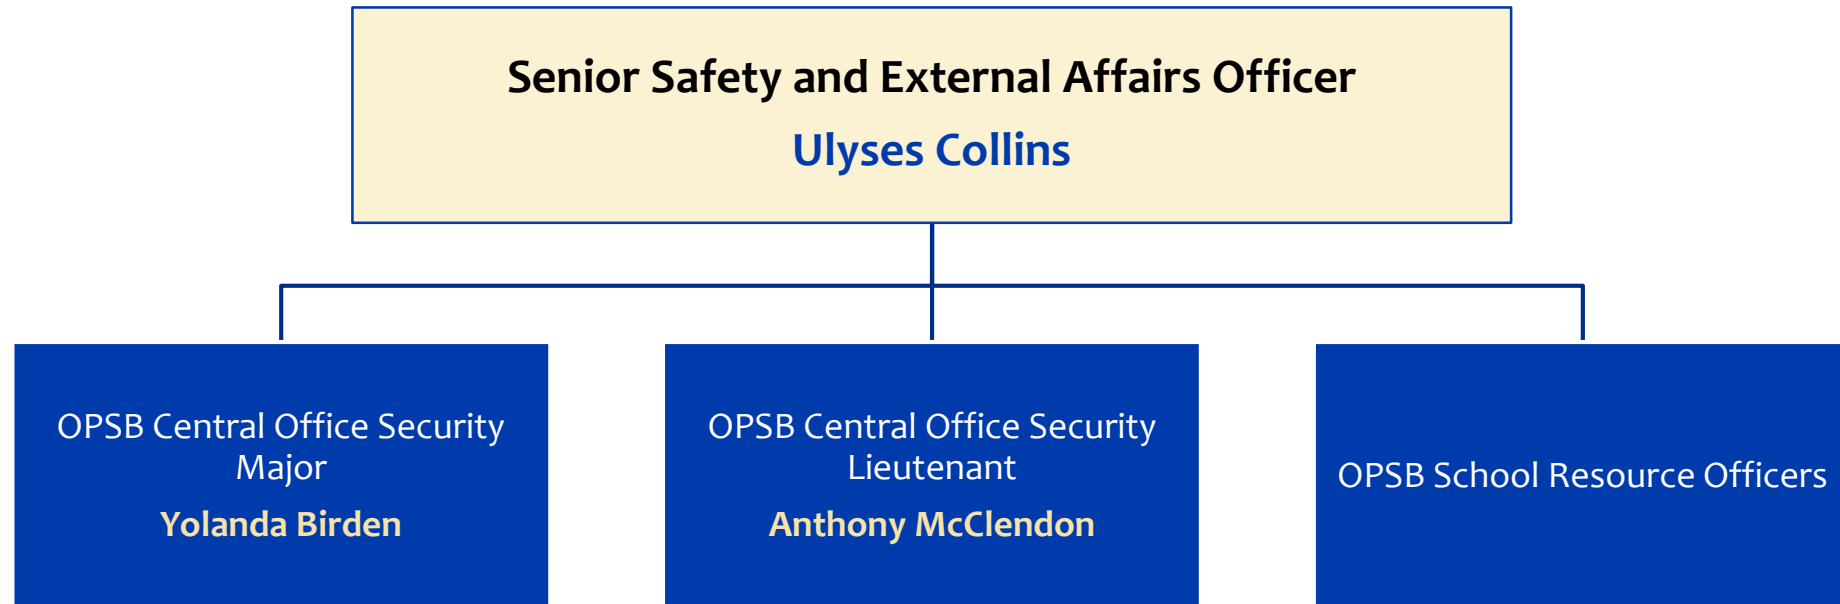 Senior Safety and External Affairs Officer
Ulyses Collins
OPSB Central Office Security
Major
Yolanda Birden
OPSB Central Office Security
Lieutenant
Anthony McClendon
OPSB School Resource Officers